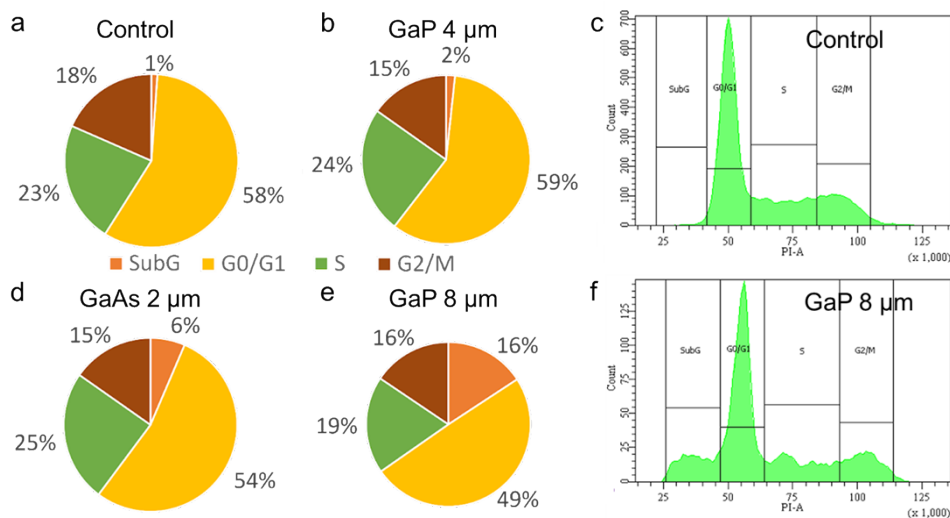 a Control
1%
18%
23%
58%
b GaP 4 µm
2%
15%
24%
59%
c
Control
700
600
500
400
300
200
100
0
Count
SubG
G0/G1
S
G2/M
25 50 75 100
PI-A
(x 1,000)
SubG G0/G1 S G2/M
d GaAs 2 µm
6%
15%
25%
54%
e GaP 8 µm
16% 16%
19%
49%
f
GaP 8 µm
125
100
75
50
25
0
Count
SubG
G0/G1
S
G2/M
25 50 75 100
PI-A
(x 1,000)